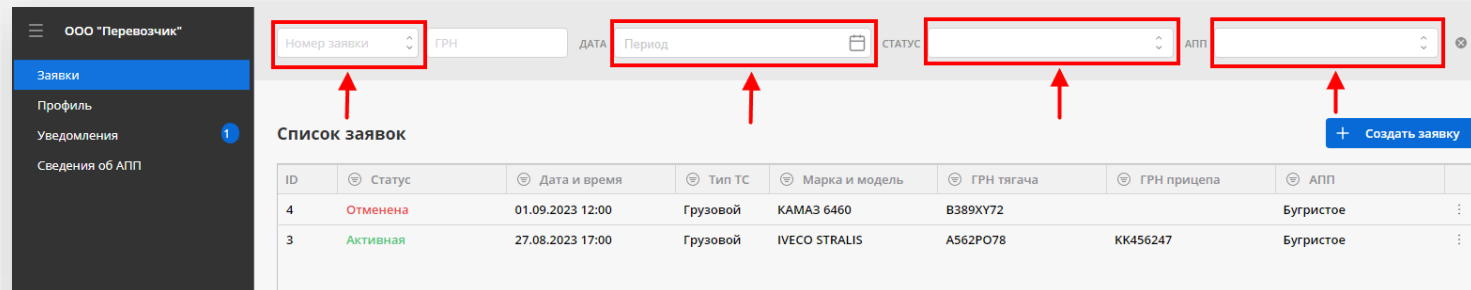 ООО "Перевозчик"
Номер заявки ГРН ДАТА Период СТАТУС АПП
Заявки
Профиль
Уведомления 1
Сведения об АПП
Список заявок
+ Создать заявку
ID Статус Дата и время Тип ТС Марка и модель ГРН тягача ГРН прицепа АПП
4 Отменена 01.09.2023 12:00 Грузовой КАМАЗ 6460 В389ХУ72 Бугристое
3 Активная 27.08.2023 17:00 Грузовой IVECO STRALIS А562РО78 КК456247 Бугристое